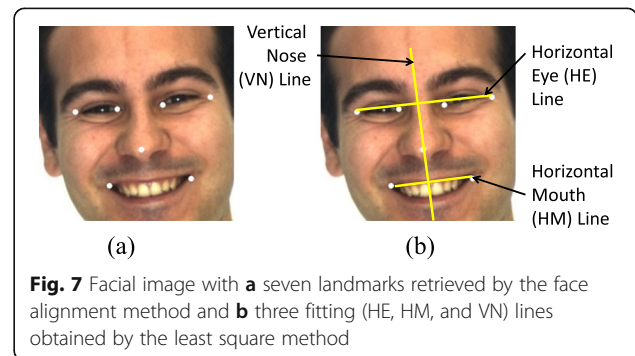 Vertical
Nose
(VN) Line
Horizontal
Eye (HE)
Line
Horizontal
Mouth
(HM) Line
(a)
(b)
Fig. 7 Facial image with a seven landmarks retrieved by the face
alignment method and b three fitting (HE, HM, and VN) lines
obtained by the least square method